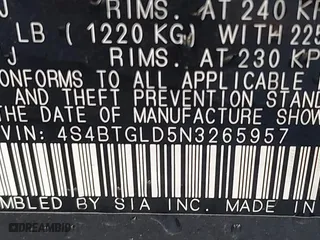 J RIMS. AT 240 KP
LB (1220 KG) WITH 225
J RIMS. AT 230 KP
CONFORMS TO ALL APPLICABLE
AND THEFT PREVENTION STAND
THE DATE OF MANUFACTURE SHOW
VIN: 4S4BTGLD5N3265957
MBLED BY SIA INC. MADE IN
DREAMBID